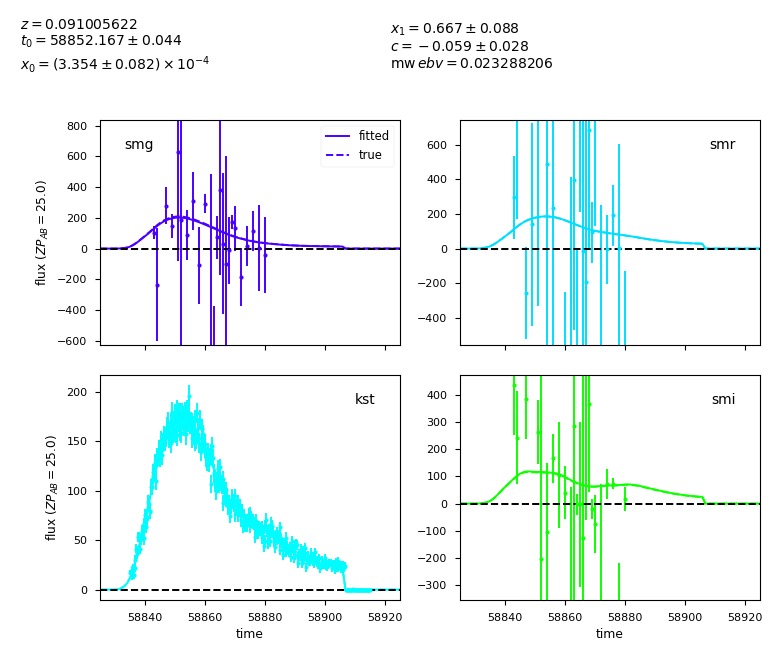 z = 0.091005622
t₀ = 58852.167 ± 0.044
x₀ = (3.354 ± 0.082) × 10⁻⁴
x₁ = 0.667 ± 0.088
c = −0.059 ± 0.028
mw ebv = 0.023288206
flux (ZP_AB = 25.0)
800
600
400
200
0
−200
−400
−600
smg
fitted
true
600
400
200
0
−200
−400
smr
flux (ZP_AB = 25.0)
200
150
100
50
0
kst
58840 58860 58880 58900 58920
time
400
300
200
100
0
−100
−200
−300
smi
58840 58860 58880 58900 58920
time